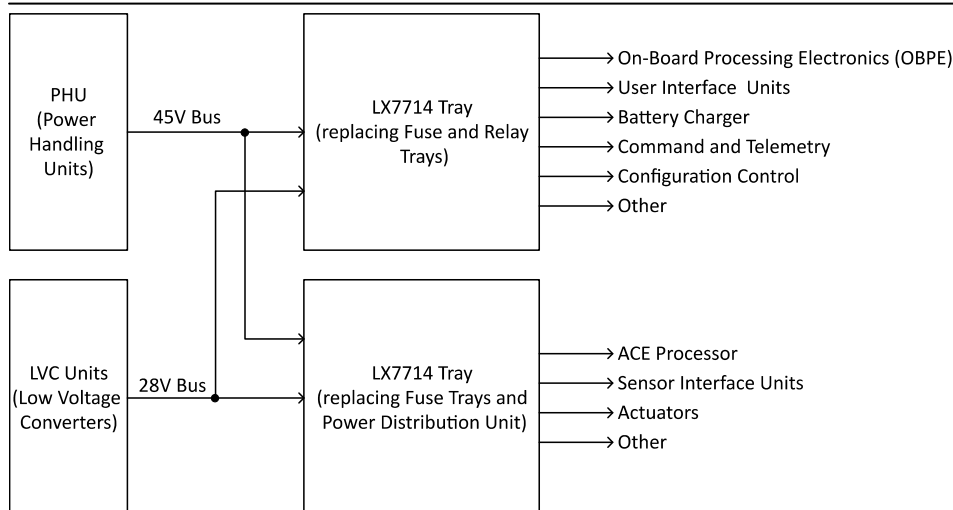 PHU
(Power
Handling
Units)
45V Bus
LX7714 Tray
(replacing Fuse and Relay
Trays)
On-Board Processing Electronics (OBPE)
User Interface Units
Battery Charger
Command and Telemetry
Configuration Control
Other
LVC Units
(Low Voltage
Converters)
28V Bus
LX7714 Tray
(replacing Fuse Trays and
Power Distribution Unit)
ACE Processor
Sensor Interface Units
Actuators
Other